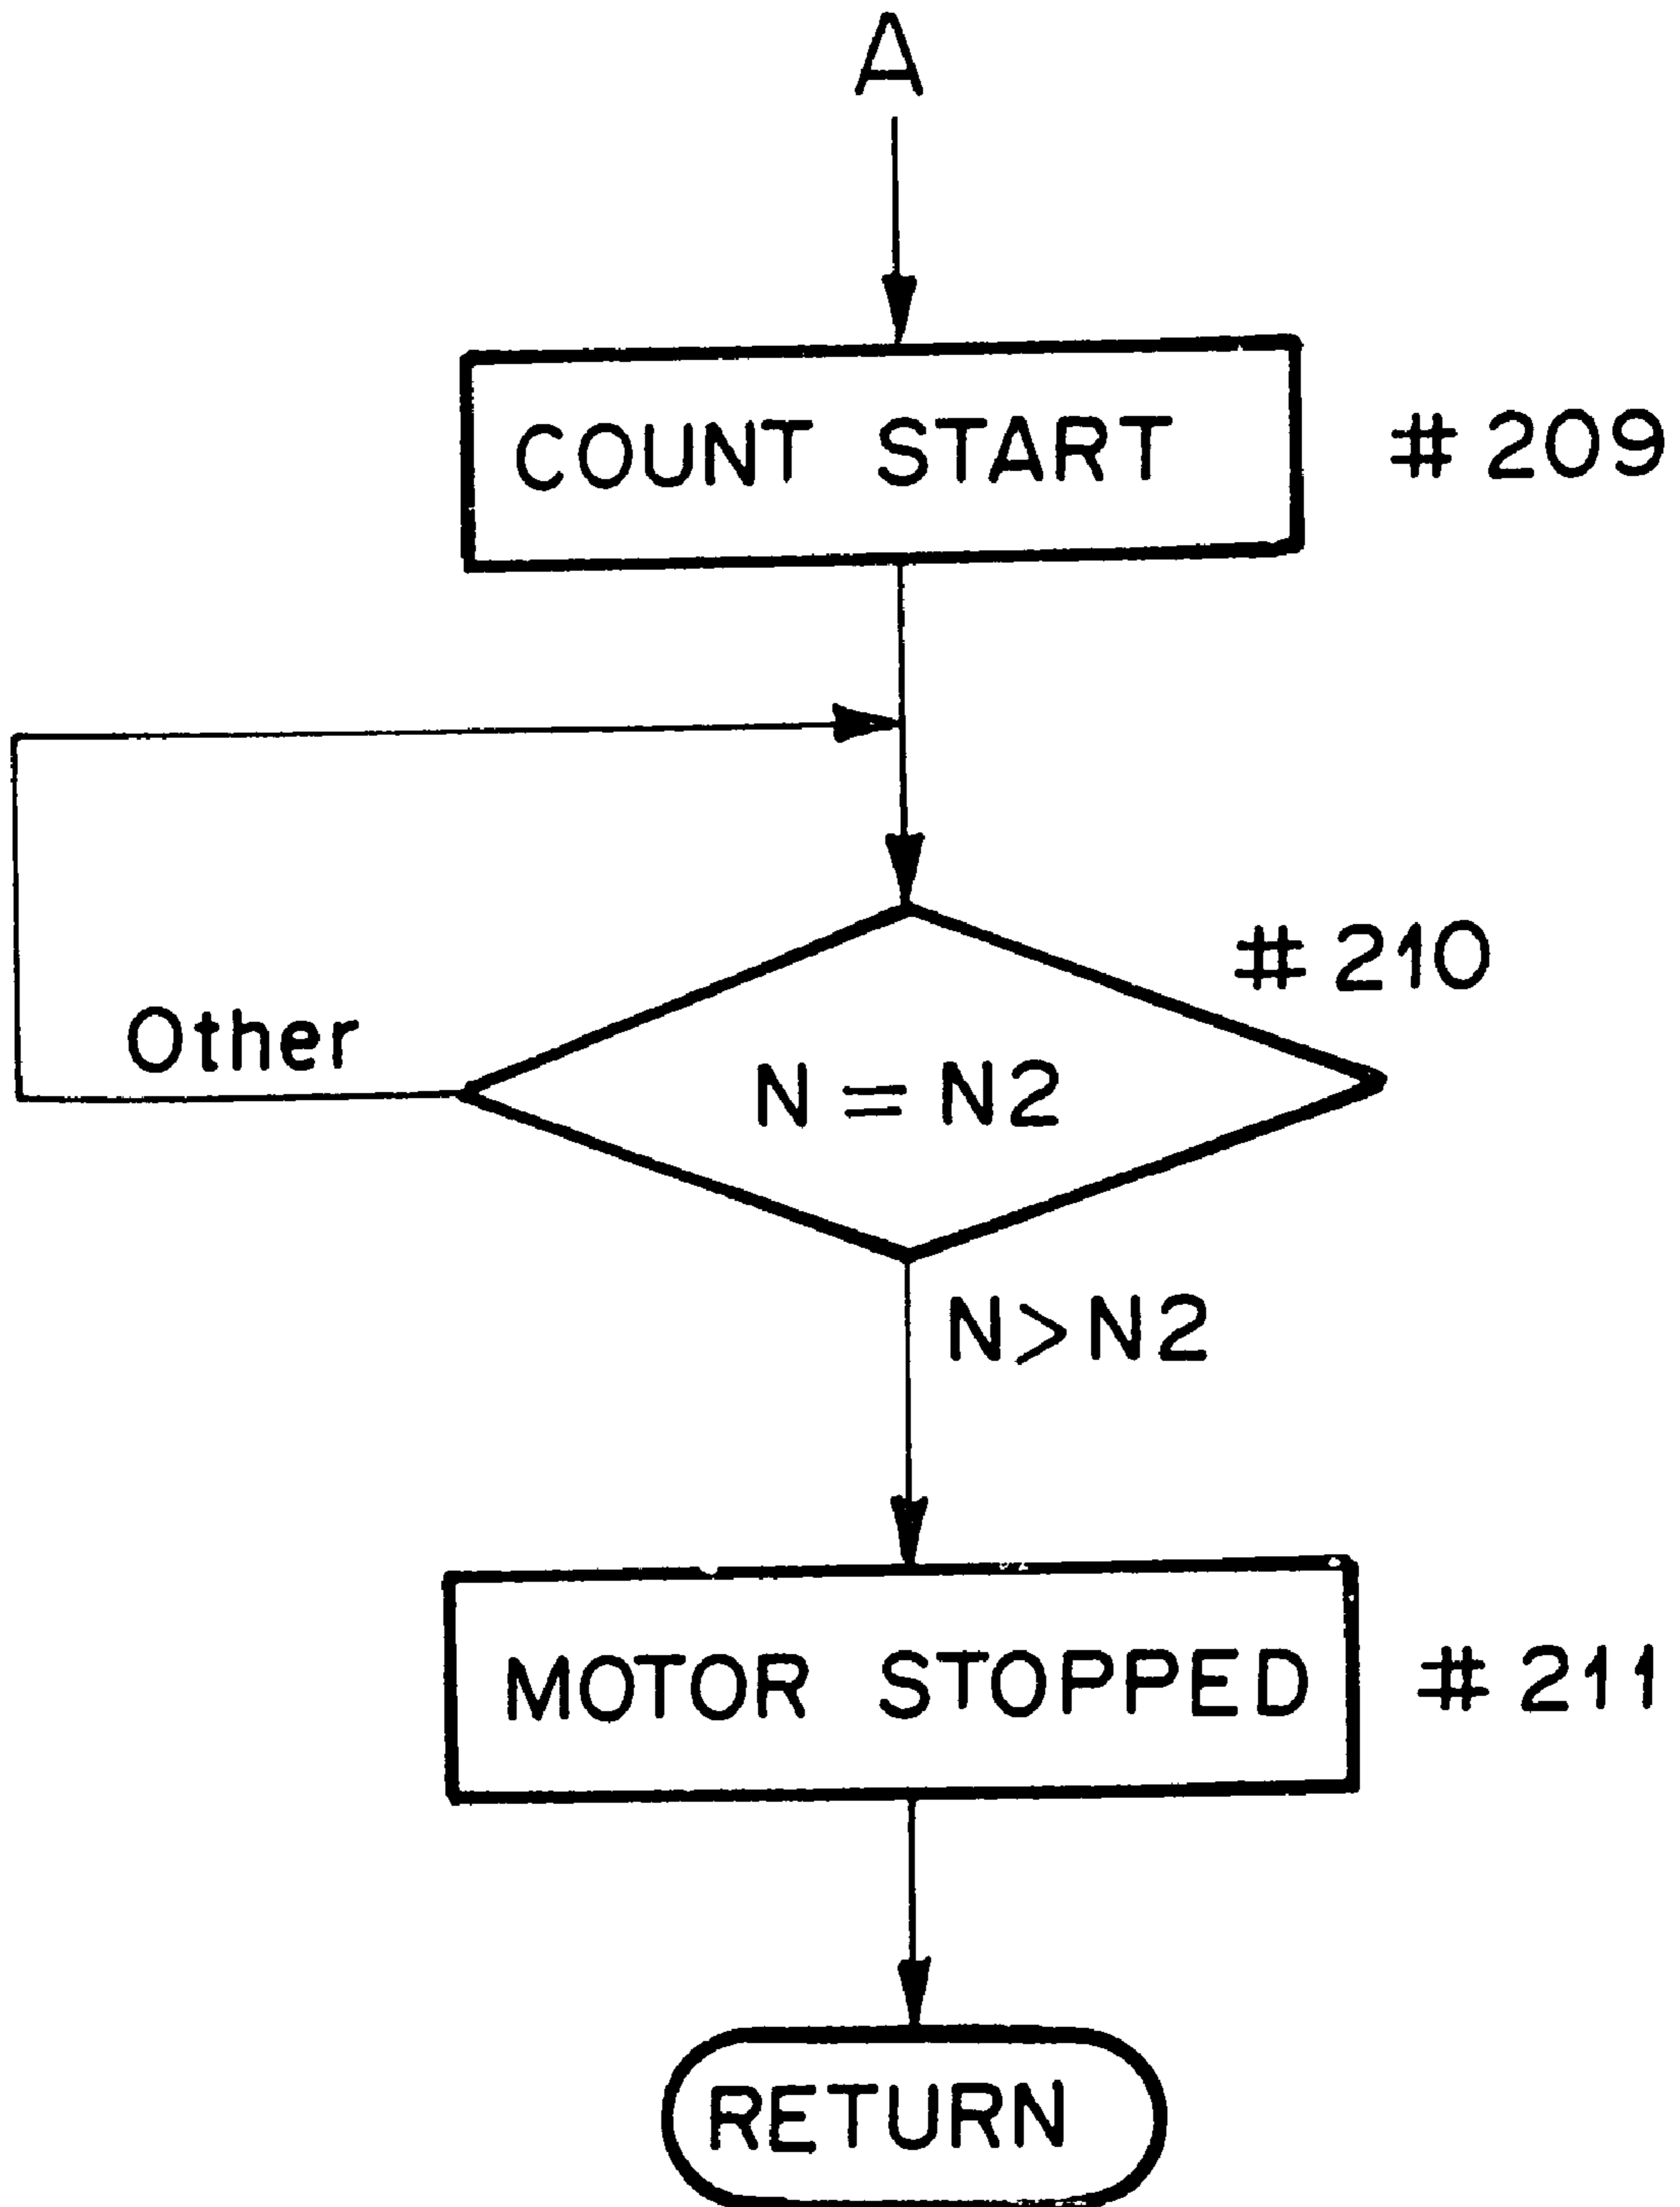 A
COUNT START
# 209
# 210
Other
N = N2
N>N2
MOTOR STOPPED
# 211
RETURN